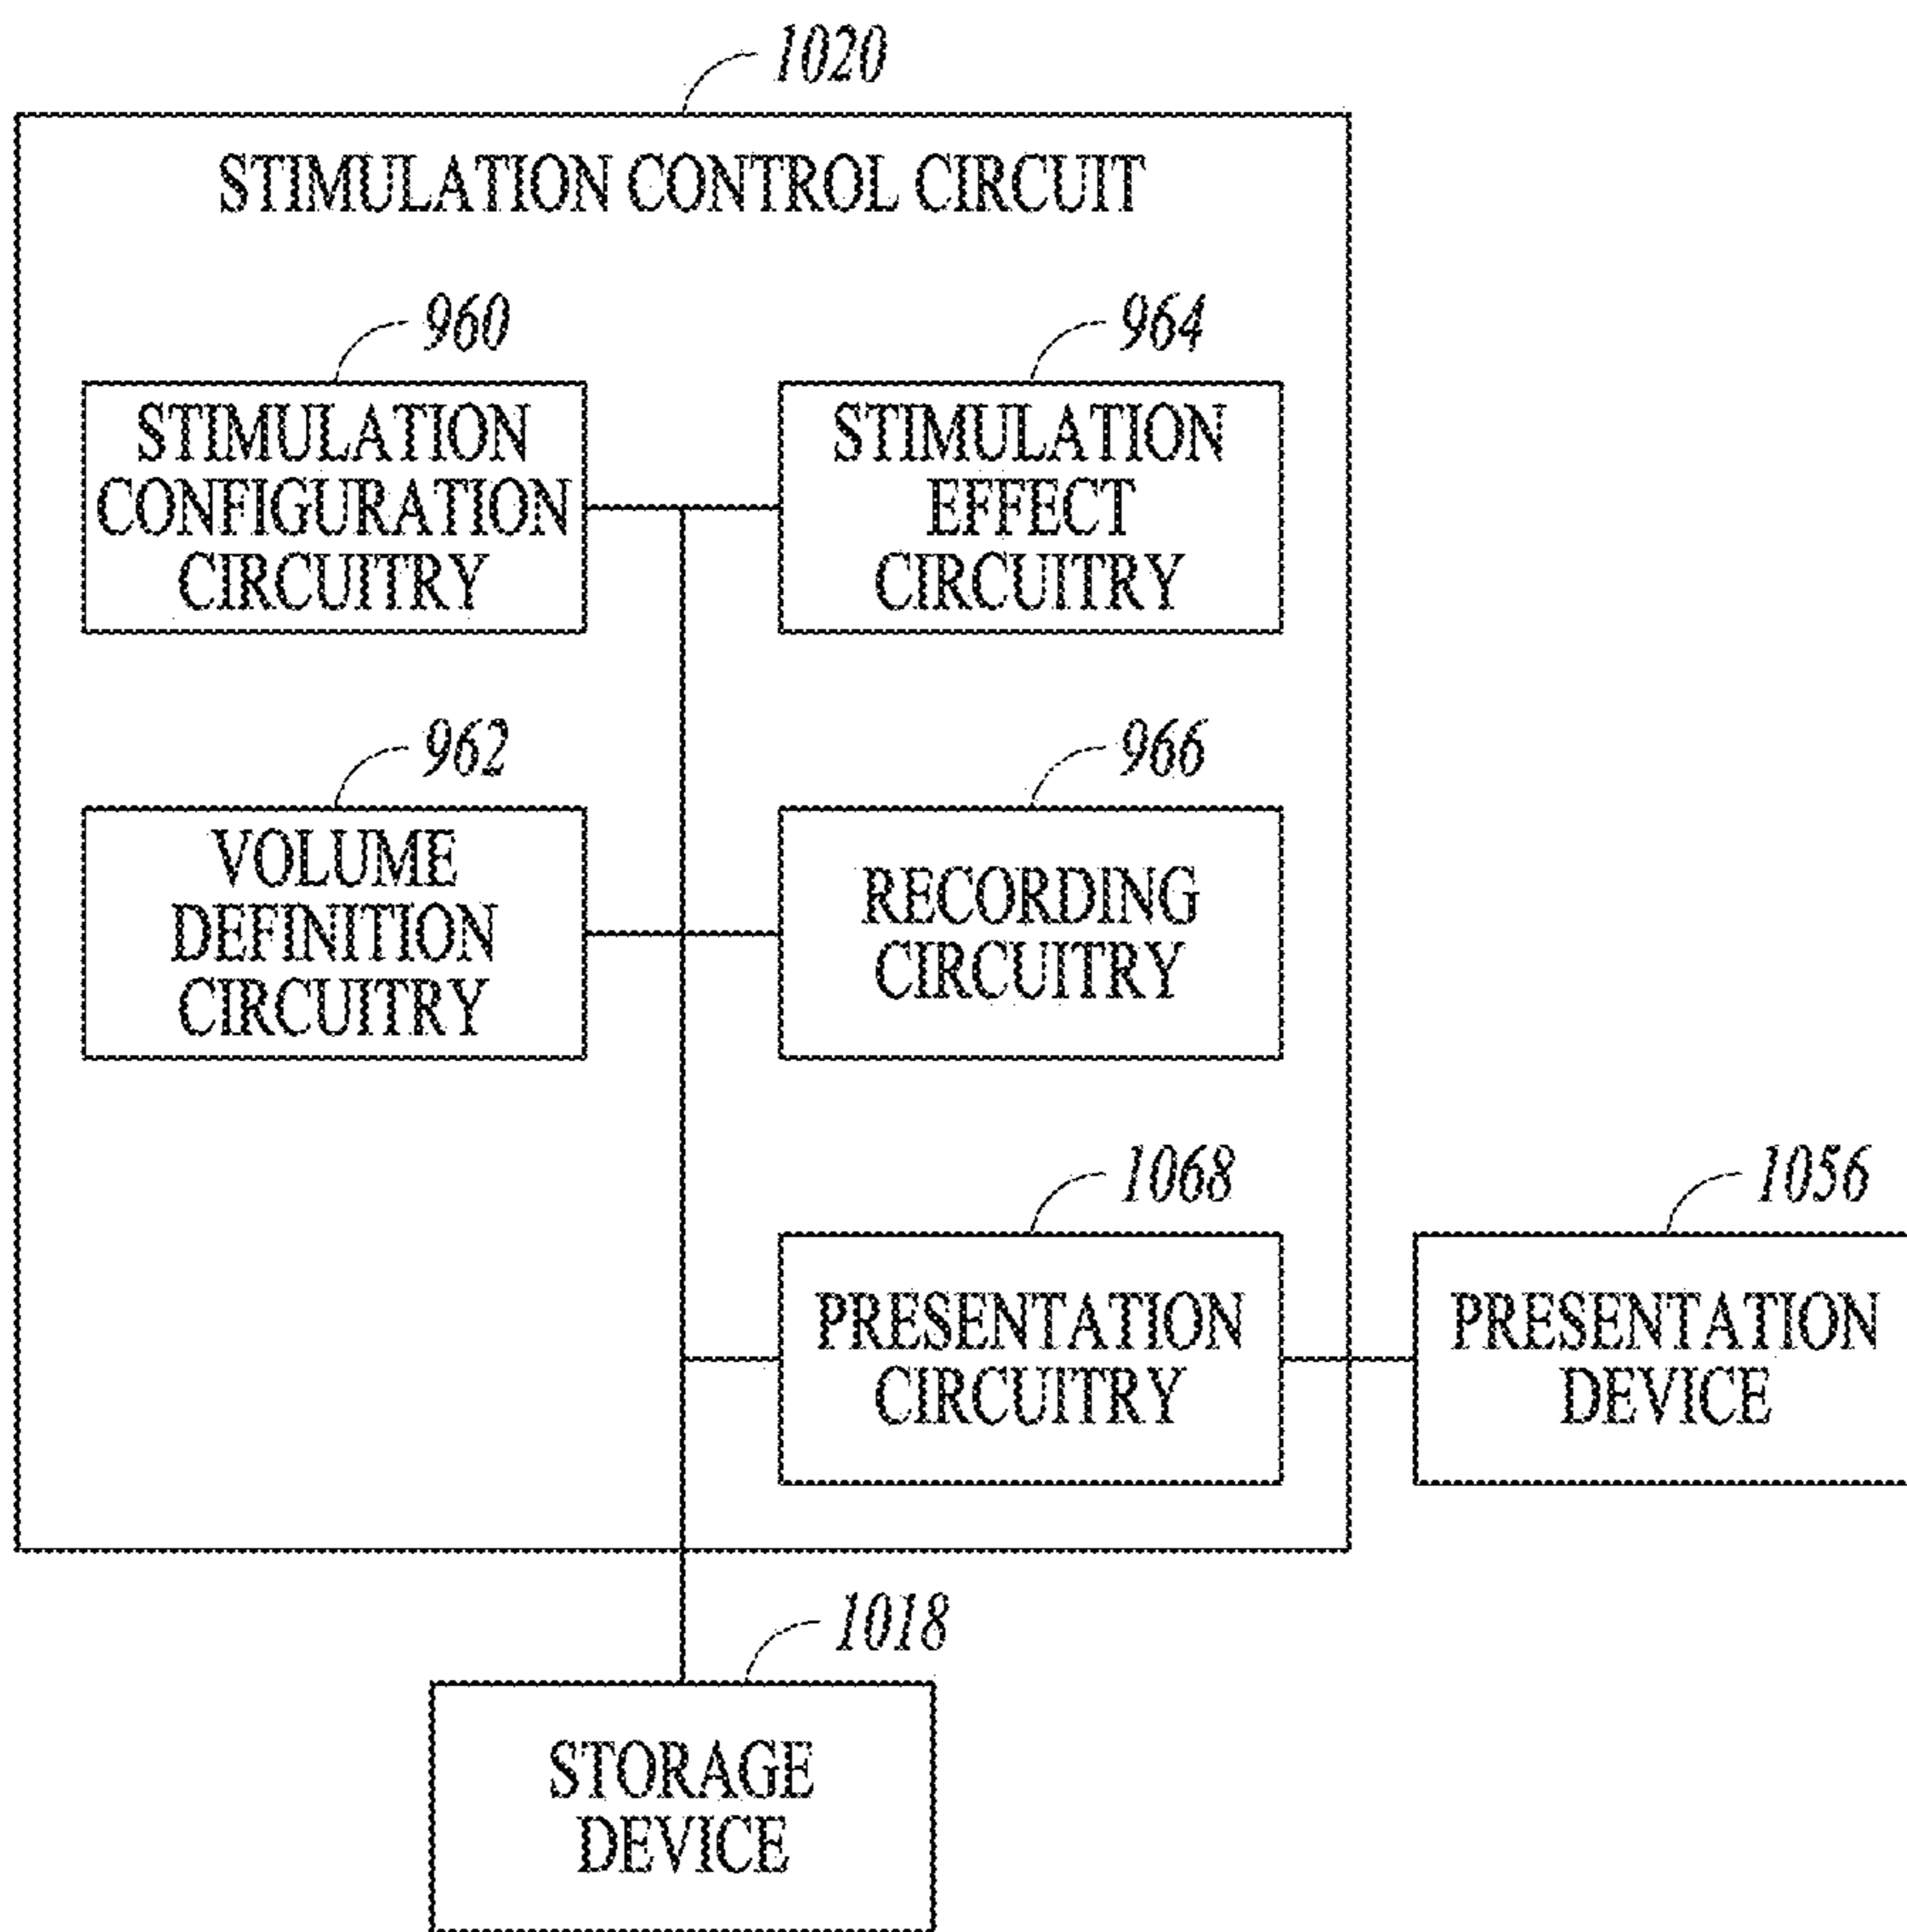 1020
STIMULATION CONTROL CIRCUIT
960
STIMULATION
CONFIGURATION
CIRCUITRY
964
STIMULATION
EFFECT
CIRCUITRY
962
VOLUME
DEFINITION
CIRCUITRY
966
RECORDING
CIRCUITRY
1068
PRESENTATION
CIRCUITRY
1056
PRESENTATION
DEVICE
1018
STORAGE
DEVICE